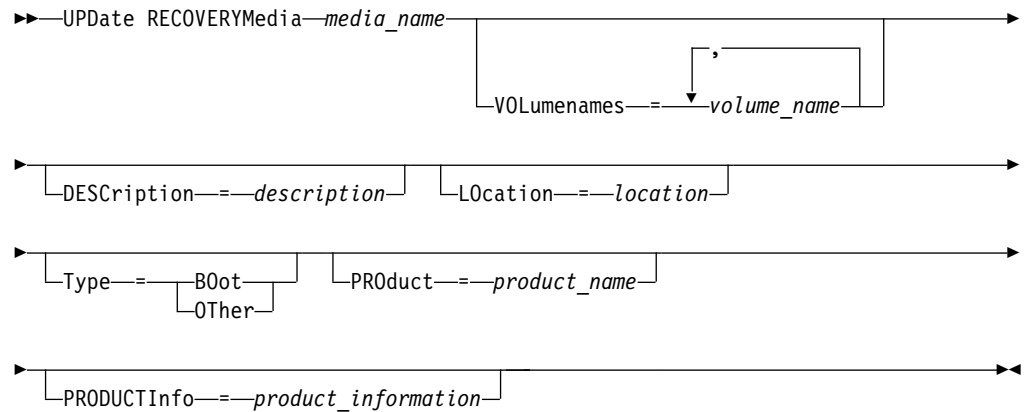 UPDate RECOVERYMedia media_name
,
VOLumenames = volume_name
DESCription = description LOcation = location
Type = BOot PROduct = product_name
OTher
PRODUCTInfo = product_information